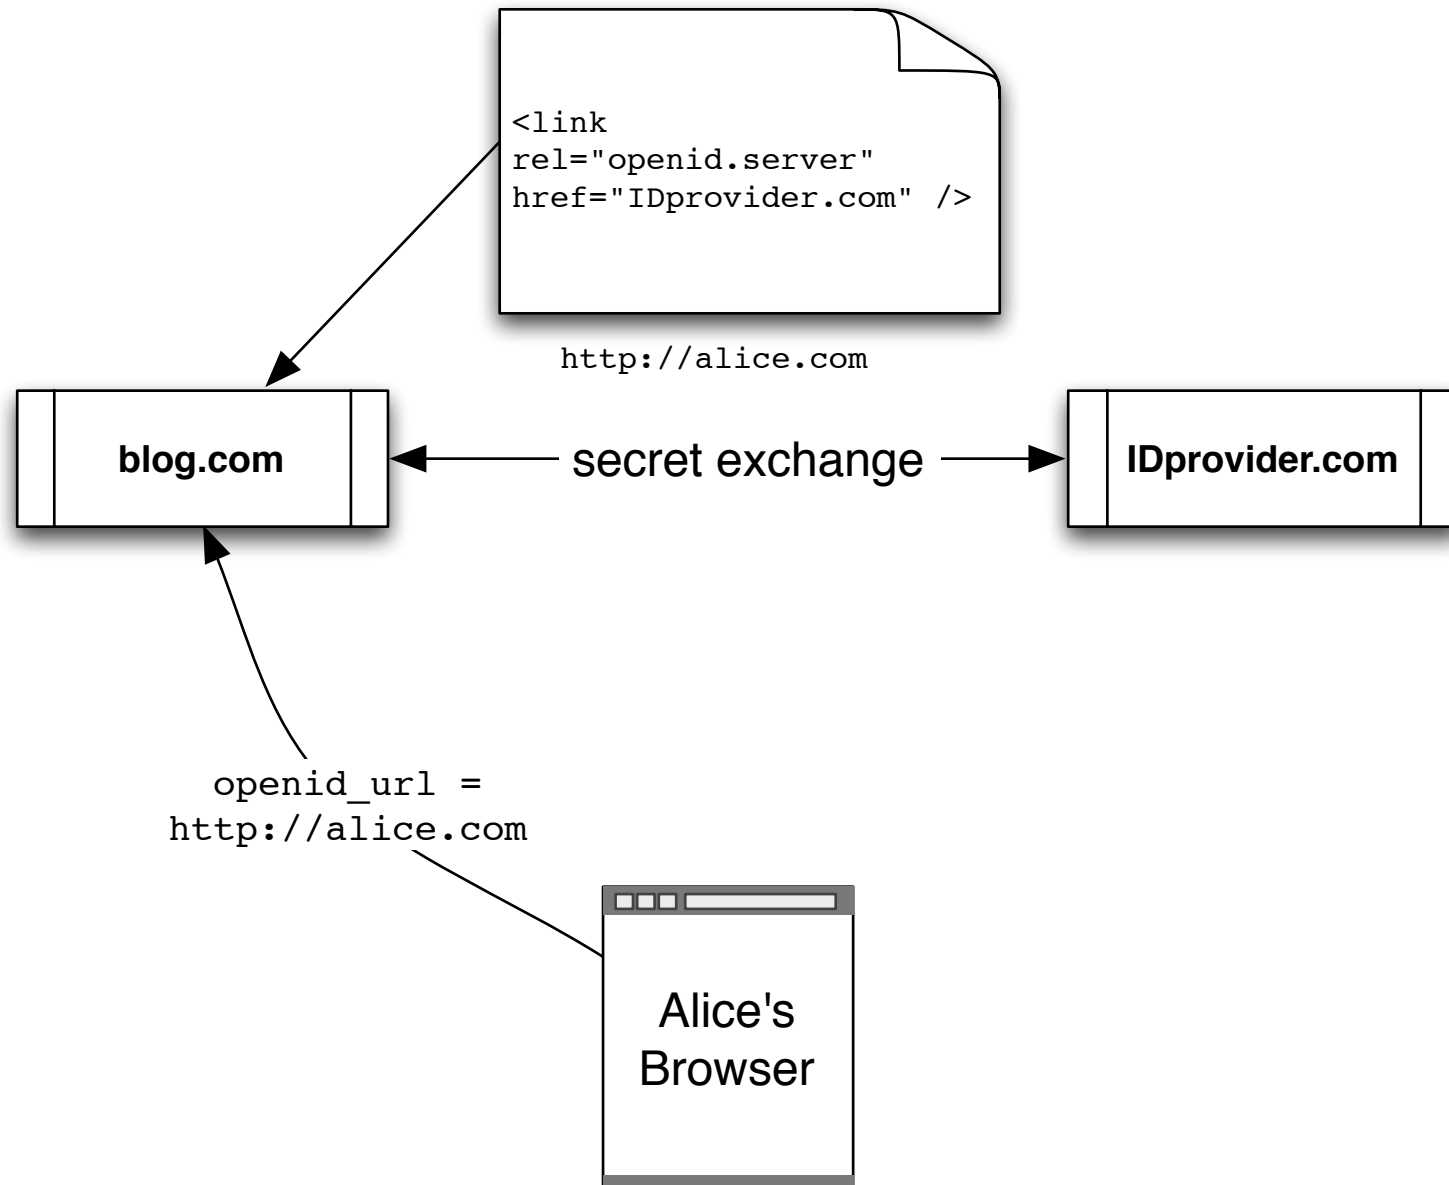 <link
rel="openid.server"
href="IDprovider.com" />
http://alice.com
blog.com
secret exchange
IDprovider.com
openid_url =
http://alice.com
Alice's
Browser